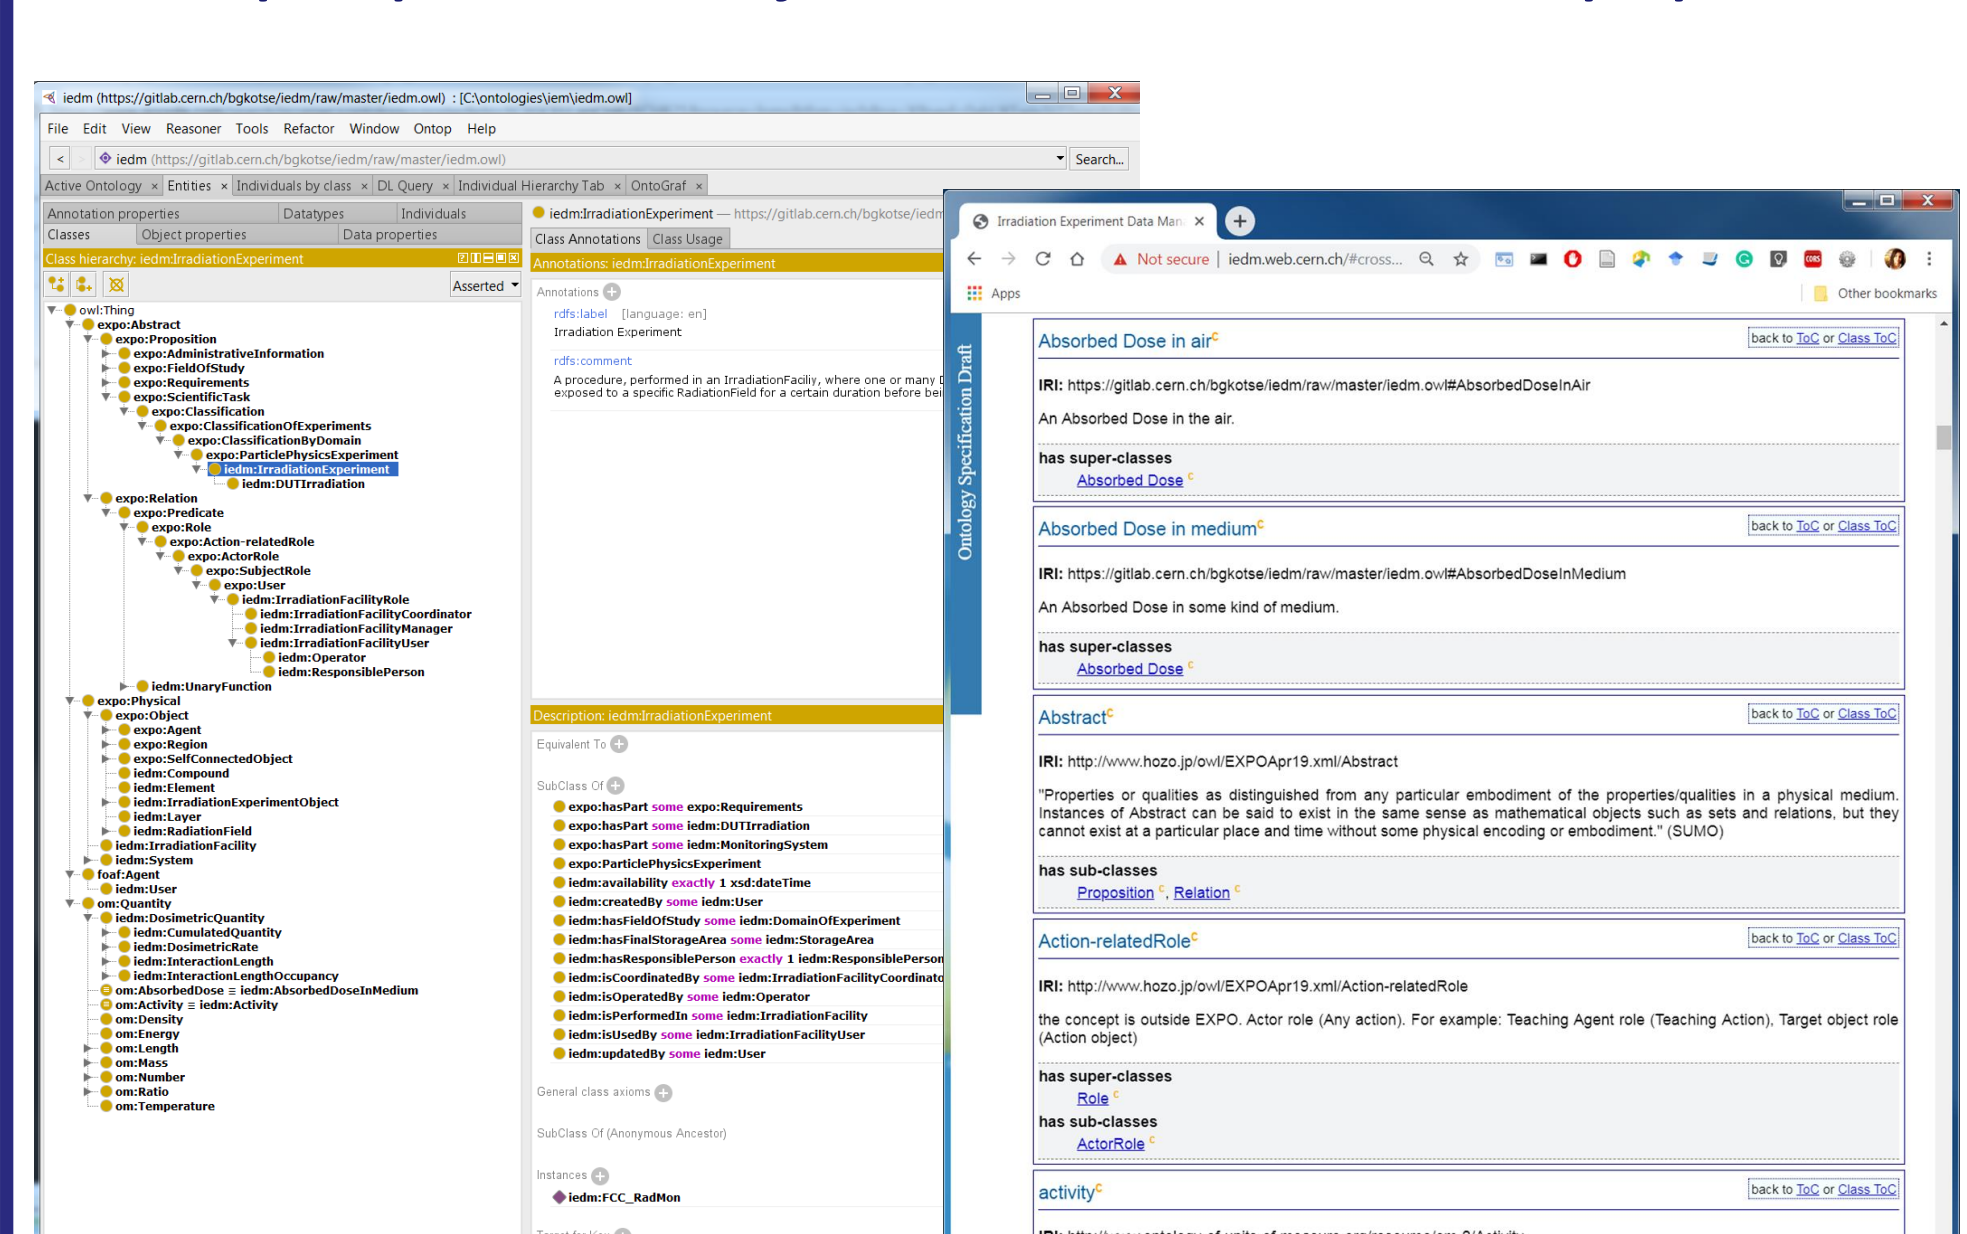 iedm (https://gitlab.cern.ch/bgkotse/iedm/raw/master/iedm.owl) : [C:\ontologies\iem\iedm.owl]
File Edit View Reasoner Tools Refactor Window Ontop Help
< > iedm (https://gitlab.cern.ch/bgkotse/iedm/raw/master/iedm.owl) Search...
Active Ontology × Entities × Individuals by class × DL Query × Individual Hierarchy Tab × OntoGraf ×
Annotation properties Datatypes Individuals
Classes Object properties Data properties
Class hierarchy: iedm:IrradiationExperiment
Asserted
owl:Thing
expo:Abstract
expo:Proposition
expo:AdministrativeInformation
expo:FieldOfStudy
expo:Requirements
expo:ScientificTask
expo:Classification
expo:ClassificationOfExperiments
expo:ClassificationByDomain
expo:ParticlePhysicsExperiment
iedm:IrradiationExperiment
iedm:DUTIrradiation
expo:Relation
expo:Predicate
expo:Role
expo:Action-relatedRole
expo:ActorRole
expo:SubjectRole
expo:User
iedm:IrradiationFacilityRole
iedm:IrradiationFacilityCoordinator
iedm:IrradiationFacilityManager
iedm:IrradiationFacilityUser
iedm:Operator
iedm:ResponsiblePerson
iedm:UnaryFunction
expo:Physical
expo:Object
expo:Agent
expo:Region
expo:SelfConnectedObject
iedm:Compound
iedm:Element
iedm:IrradiationExperimentObject
iedm:Layer
iedm:RadiationField
iedm:IrradiationFacility
iedm:System
foaf:Agent
iedm:User
om:Quantity
iedm:DosimetricQuantity
iedm:CumulatedQuantity
iedm:DosimetricRate
iedm:InteractionLength
iedm:InteractionLengthOccupancy
om:AbsorbedDose ≡ iedm:AbsorbedDoseInMedium
om:Activity ≡ iedm:Activity
om:Density
om:Energy
om:Length
om:Mass
om:Number
om:Ratio
om:Temperature
iedm:IrradiationExperiment — https://gitlab.cern.ch/bgkotse/iedm
Class Annotations Class Usage
Annotations: iedm:IrradiationExperiment
Annotations
rdfs:label [language: en]
Irradiation Experiment
rdfs:comment
A procedure, performed in an IrradiationFaciliy, where one or many D
exposed to a specific RadiationField for a certain duration before bei
Description: iedm:IrradiationExperiment
Equivalent To
SubClass Of
expo:hasPart some expo:Requirements
expo:hasPart some iedm:DUTIrradiation
expo:hasPart some iedm:MonitoringSystem
expo:ParticlePhysicsExperiment
iedm:availability exactly 1 xsd:dateTime
iedm:createdBy some iedm:User
iedm:hasFieldOfStudy some iedm:DomainOfExperiment
iedm:hasFinalStorageArea some iedm:StorageArea
iedm:hasResponsiblePerson exactly 1 iedm:ResponsiblePerson
iedm:isCoordinatedBy some iedm:IrradiationFacilityCoordinato
iedm:isOperatedBy some iedm:Operator
iedm:isPerformedIn some iedm:IrradiationFacility
iedm:isUsedBy some iedm:IrradiationFacilityUser
iedm:updatedBy some iedm:User
General class axioms
SubClass Of (Anonymous Ancestor)
Instances
iedm:FCC_RadMon
Irradiation Experiment Data Man
Not secure | iedm.web.cern.ch/#cross...
Apps Other bookmarks
Ontology Specification Draft
Absorbed Dose in air c back to ToC or Class ToC
IRI: https://gitlab.cern.ch/bgkotse/iedm/raw/master/iedm.owl#AbsorbedDoseInAir
An Absorbed Dose in the air.
has super-classes
Absorbed Dose c
Absorbed Dose in medium c back to ToC or Class ToC
IRI: https://gitlab.cern.ch/bgkotse/iedm/raw/master/iedm.owl#AbsorbedDoseInMedium
An Absorbed Dose in some kind of medium.
has super-classes
Absorbed Dose c
Abstract c back to ToC or Class ToC
IRI: http://www.hozo.jp/owl/EXPOApr19.xml/Abstract
"Properties or qualities as distinguished from any particular embodiment of the properties/qualities in a physical medium.
Instances of Abstract can be said to exist in the same sense as mathematical objects such as sets and relations, but they
cannot exist at a particular place and time without some physical encoding or embodiment." (SUMO)
has sub-classes
Proposition c, Relation c
Action-relatedRole c back to ToC or Class ToC
IRI: http://www.hozo.jp/owl/EXPOApr19.xml/Action-relatedRole
the concept is outside EXPO. Actor role (Any action). For example: Teaching Agent role (Teaching Action), Target object role
(Action object)
has super-classes
Role c
has sub-classes
ActorRole c
activity c back to ToC or Class ToC